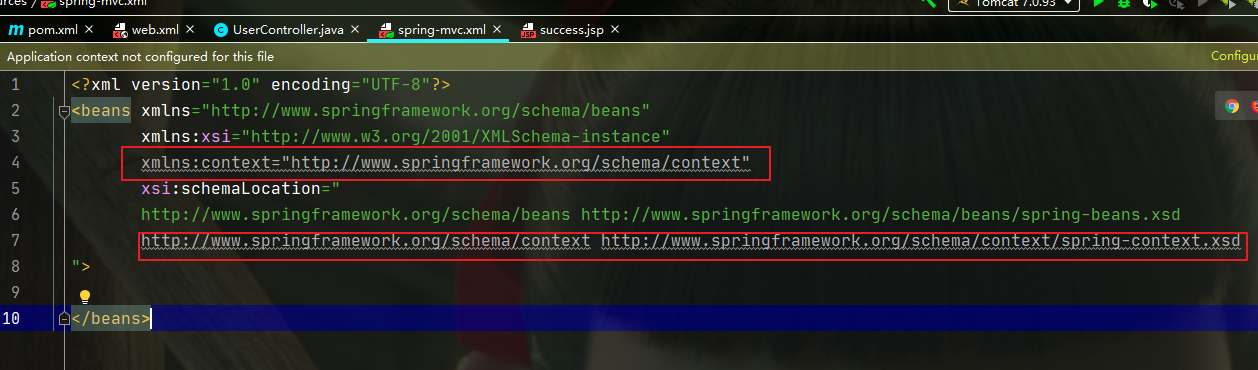 ources / spring-mvc.xml
Tomcat 7.0.93
pom.xml × web.xml × UserController.java × spring-mvc.xml × success.jsp ×
Application context not configured for this file
1 <?xml version="1.0" encoding="UTF-8"?>
2 <beans xmlns="http://www.springframework.org/schema/beans"
3 xmlns:xsi="http://www.w3.org/2001/XMLSchema-instance"
4 xmlns:context="http://www.springframework.org/schema/context"
5 xsi:schemaLocation="
6 http://www.springframework.org/schema/beans http://www.springframework.org/schema/beans/spring-beans.xsd
7 http://www.springframework.org/schema/context http://www.springframework.org/schema/context/spring-context.xsd
8 ">
9
10 </beans>